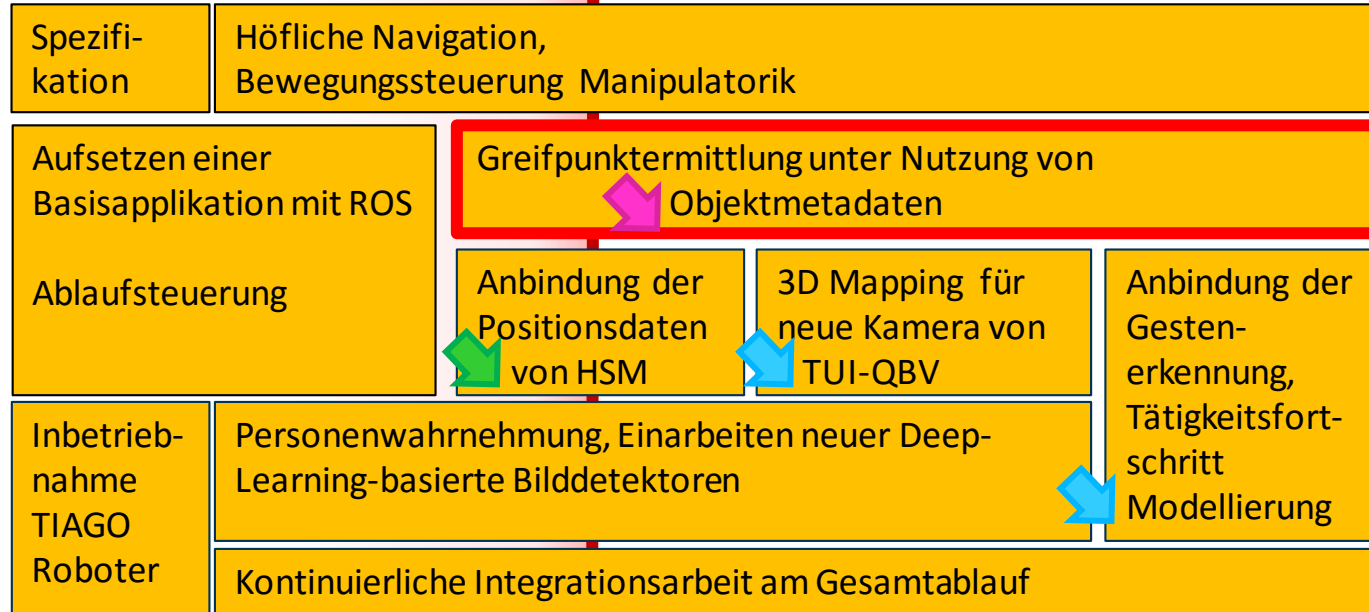 Spezifi-
kation
Höfliche Navigation,
Bewegungssteuerung Manipulatorik
Aufsetzen einer
Basisapplikation mit ROS
Ablaufsteuerung
Greifpunktermittlung unter Nutzung von
Objektmetadaten
Anbindung der
Positionsdaten
von HSM
3D Mapping für
neue Kamera von
TUI-QBV
Anbindung der
Gesten-
erkennung,
Tätigkeitsfort-
schritt
Modellierung
Inbetrieb-
nahme
TIAGO
Roboter
Personenwahrnehmung, Einarbeiten neuer Deep-
Learning-basierte Bilddetektoren
Kontinuierliche Integrationsarbeit am Gesamtablauf